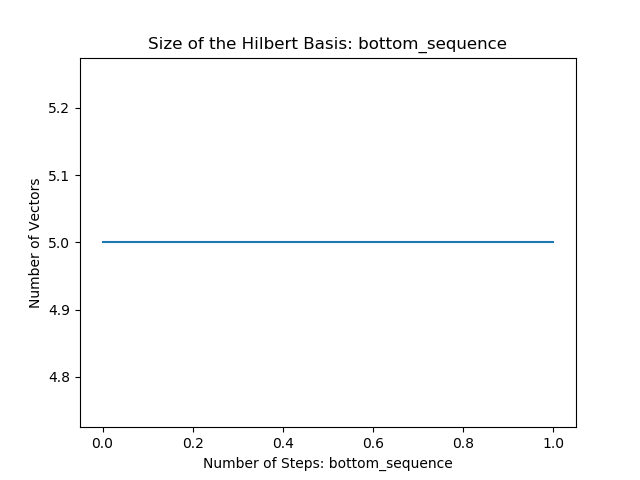 Size of the Hilbert Basis: bottom_sequence
5.2
5.1
5.0
4.9
4.8
Number of Vectors
0.0 0.2 0.4 0.6 0.8 1.0
Number of Steps: bottom_sequence